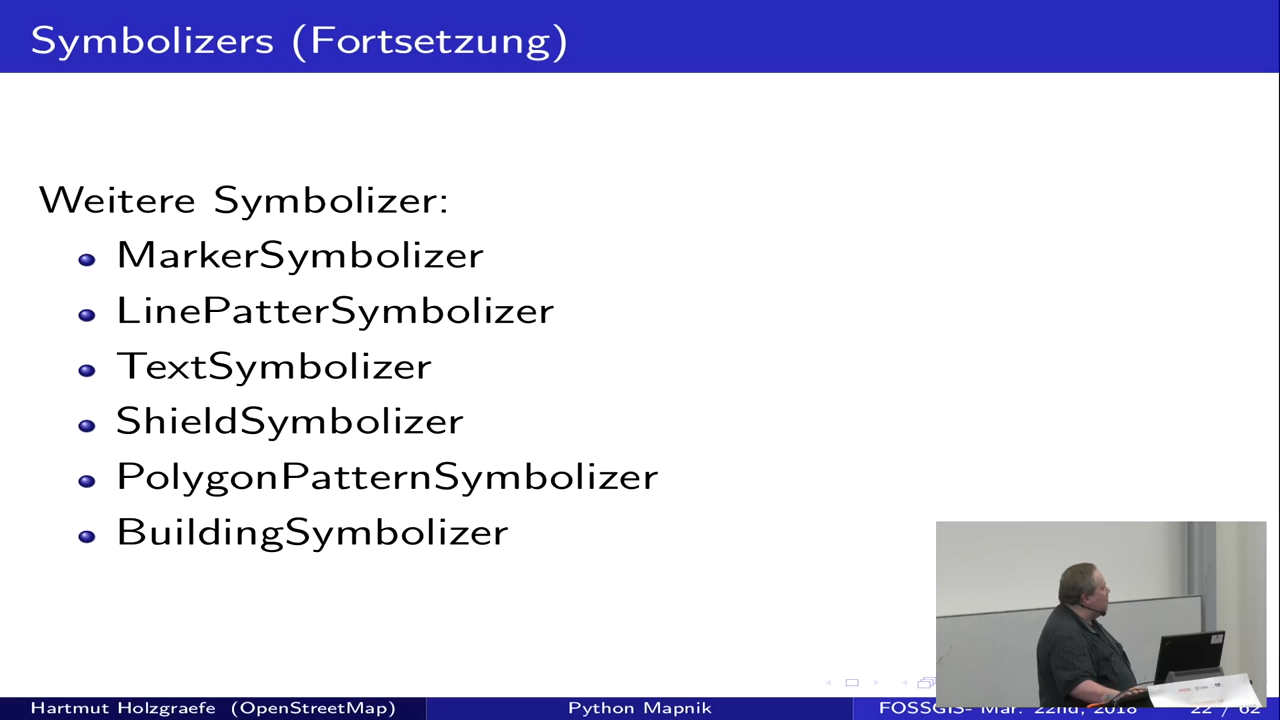 Symbolizers (Fortsetzung)
Weitere Symbolizer:
MarkerSymbolizer
LinePatterSymbolizer
TextSymbolizer
ShieldSymbolizer
PolygonPatternSymbolizer
BuildingSymbolizer
Hartmut Holzgraefe (OpenStreetMap) Python Mapnik FOSSGIS- Mar. 22nd, 2018 22 / 62